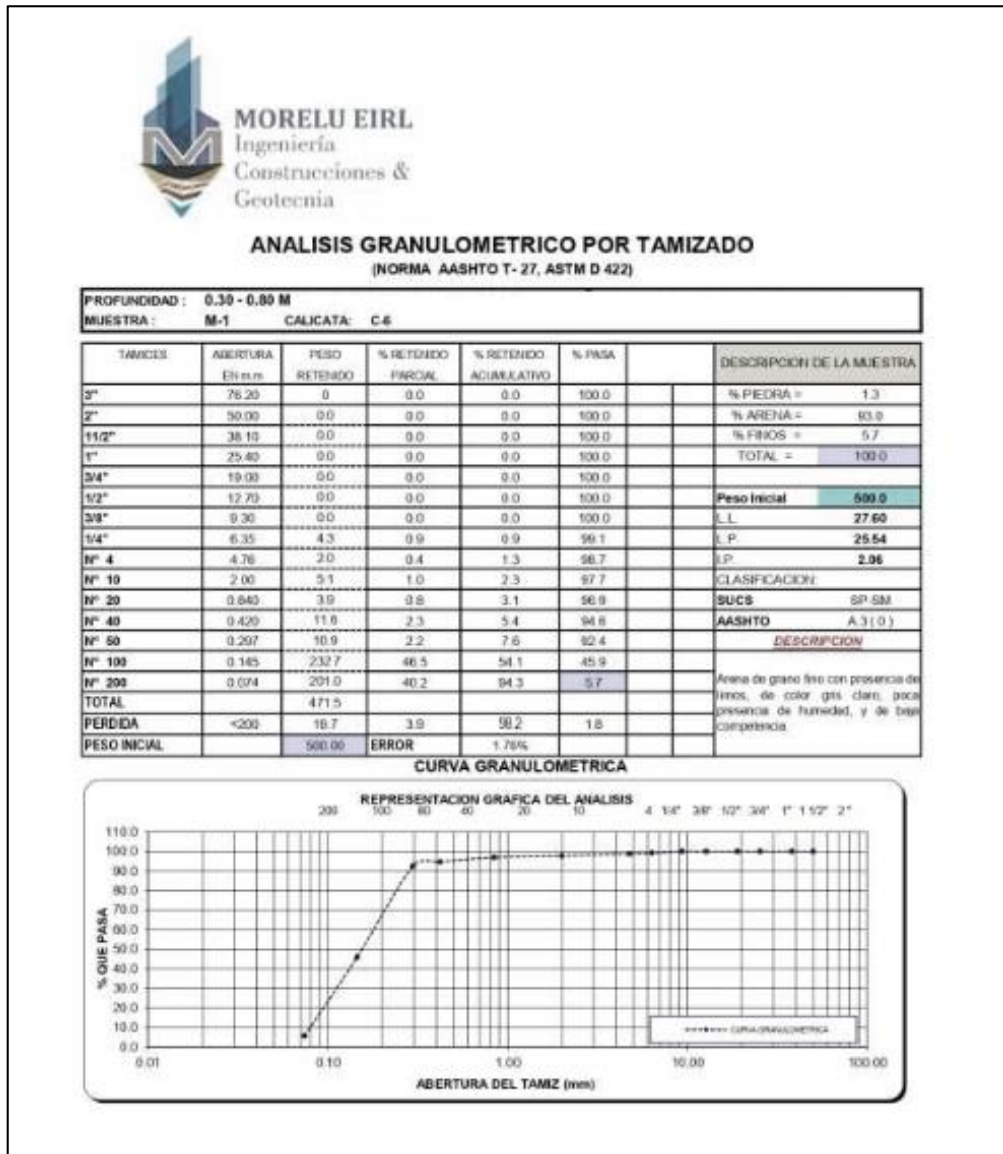 MORELU EIRL
Ingeniería
Construcciones &
Geotecnia
ANALISIS GRANULOMETRICO POR TAMIZADO
(NORMA AASHTO T- 27, ASTM D 422)
PROFUNDIDAD : 0.30 - 0.80 M
MUESTRA : M-1 CALICATA: C-6
TAMICES ABERTURA EN m.m PESO RETENIDO % RETENIDO PARCIAL % RETENIDO ACUMULATIVO % PASA DESCRIPCION DE LA MUESTRA
3" 76.20 0 0.0 0.0 100.0 % PIEDRA = 1.3
2" 50.00 0.0 0.0 0.0 100.0 % ARENA = 93.0
11/2" 38.10 0.0 0.0 0.0 100.0 % FINOS = 5.7
1" 25.40 0.0 0.0 0.0 100.0 TOTAL = 100.0
3/4" 19.00 0.0 0.0 0.0 100.0
1/2" 12.70 0.0 0.0 0.0 100.0 Peso Inicial 500.0
3/8" 9.30 0.0 0.0 0.0 100.0 L.L. 27.60
1/4" 6.35 4.3 0.9 0.9 99.1 L.P. 25.54
Nº 4 4.76 2.0 0.4 1.3 98.7 I.P. 2.06
Nº 10 2.00 5.1 1.0 2.3 97.7 CLASIFICACION:
Nº 20 0.840 3.9 0.8 3.1 96.9 SUCS SP-SM
Nº 40 0.420 11.6 2.3 5.4 94.6 AASHTO A.3 ( 0 )
Nº 50 0.297 10.9 2.2 7.6 92.4 DESCRIPCION
Nº 100 0.145 232.7 46.5 54.1 45.9
Nº 200 0.074 201.0 40.2 94.3 5.7
Arena de grano fino con presencia de
limos, de color gris claro, poca
presencia de humedad, y de baja
competencia.
TOTAL 471.5
PERDIDA <200 19.7 3.9 98.2 1.8
PESO INICIAL 500.00 ERROR 1.76%
CURVA GRANULOMETRICA
REPRESENTACION GRAFICA DEL ANALISIS
200 100 60 40 20 10 4 1/4" 3/8" 1/2" 3/4" 1" 1 1/2" 2"
% QUE PASA
110.0
100.0
90.0
80.0
70.0
60.0
50.0
40.0
30.0
20.0
10.0
0.0
CURVA GRANULOMETRICA
0.01 0.10 1.00 10.00 100.00
ABERTURA DEL TAMIZ (mm)